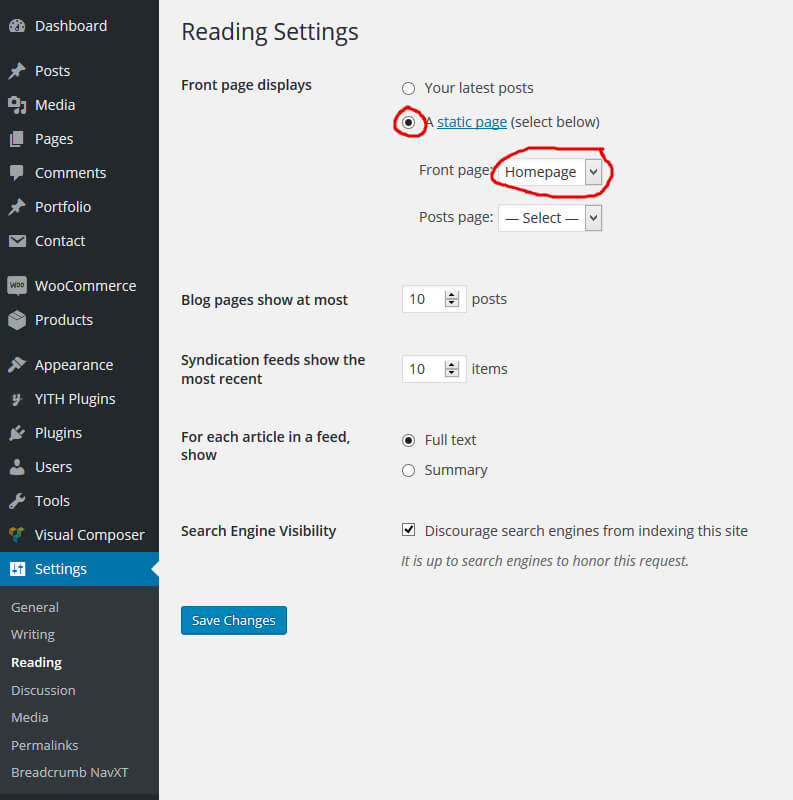 Dashboard
Posts
Media
Pages
Comments
Portfolio
Contact
WOO WooCommerce
Products
Appearance
YITH Plugins
Plugins
Users
Tools
Visual Composer
Settings
General
Writing
Reading
Discussion
Media
Permalinks
Breadcrumb NavXT
Reading Settings
Front page displays
Your latest posts
A static page (select below)
Front page: Homepage
Posts page: — Select —
Blog pages show at most
10 posts
Syndication feeds show the
most recent
10 items
For each article in a feed,
show
Full text
Summary
Search Engine Visibility
Discourage search engines from indexing this site
It is up to search engines to honor this request.
Save Changes